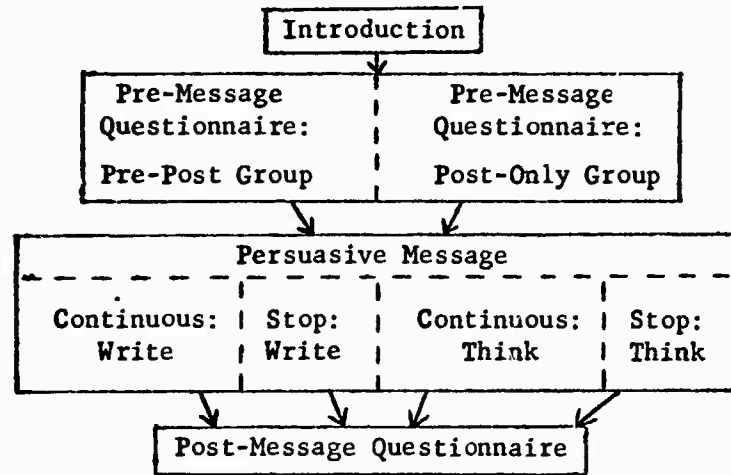 Introduction
Pre-Message Questionnaire:
Pre-Post Group
Pre-Message Questionnaire:
Post-Only Group
Persuasive Message
Continuous: Write
Stop: Write
Continuous: Think
Stop: Think
Post-Message Questionnaire